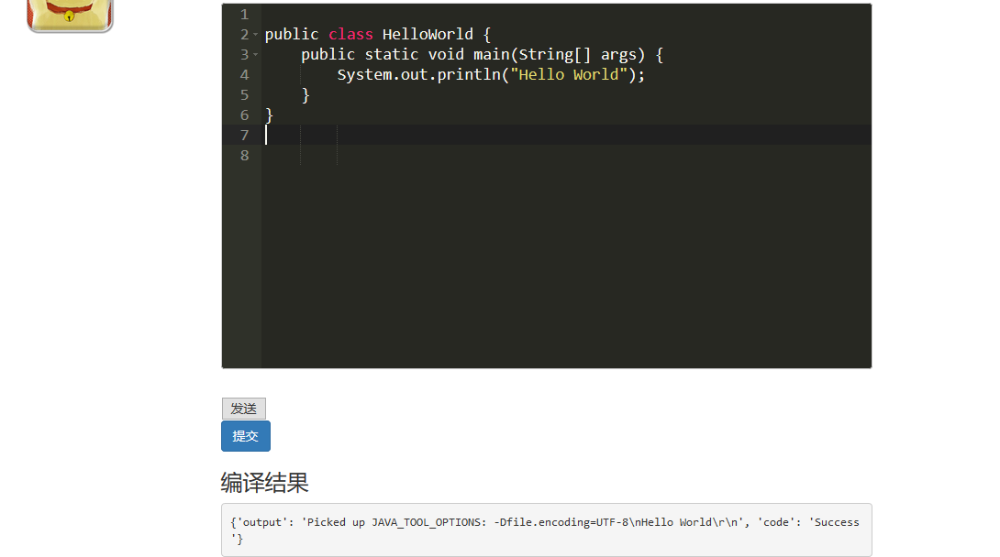 1
2 public class HelloWorld {
3 public static void main(String[] args) {
4 System.out.println("Hello World");
5 }
6 }
7
8
发送
提交
编译结果
{'output': 'Picked up JAVA_TOOL_OPTIONS: -Dfile.encoding=UTF-8\nHello World\r\n', 'code': 'Success
'}